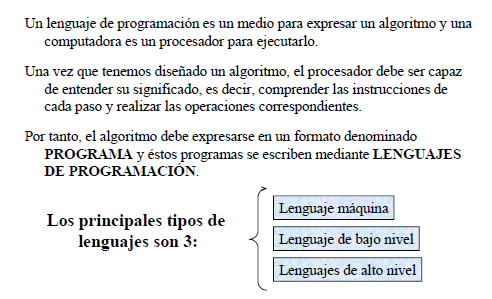 Un lenguaje de programación es un medio para expresar un algoritmo y una
computadora es un procesador para ejecutarlo.
Una vez que tenemos diseñado un algoritmo, el procesador debe ser capaz
de entender su significado, es decir, comprender las instrucciones de
cada paso y realizar las operaciones correspondientes.
Por tanto, el algoritmo debe expresarse en un formato denominado
PROGRAMA y éstos programas se escriben mediante LENGUAJES
DE PROGRAMACIÓN.
Los principales tipos de
lenguajes son 3:
Lenguaje máquina
Lenguaje de bajo nivel
Lenguajes de alto nivel